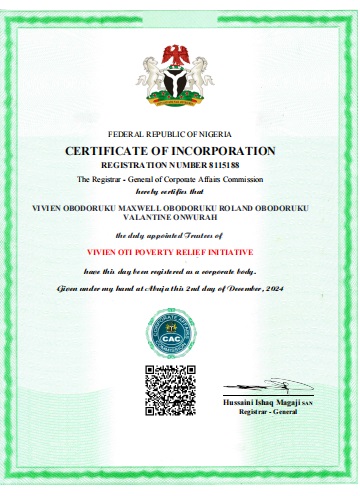 FEDERAL REPUBLIC OF NIGERIA
CERTIFICATE OF INCORPORATION
REGISTRATION NUMBER 8115188
The Registrar - General of Corporate Affairs Commission
hereby certifies that
VIVIEN OBODORUKU MAXWELL OBODORUKU ROLAND OBODORUKU
VALANTINE ONWURAH
the duly appointed Trustees of
VIVIEN OTI POVERTY RELIEF INITIATIVE
have this day been registered as a corporate body.
Given under my hand at Abuja this 2nd day of December, 2024
CORPORATE AFFAIRS
CAC
COMMISSION
Hussaini Ishaq Magaji SAN
Registrar - General